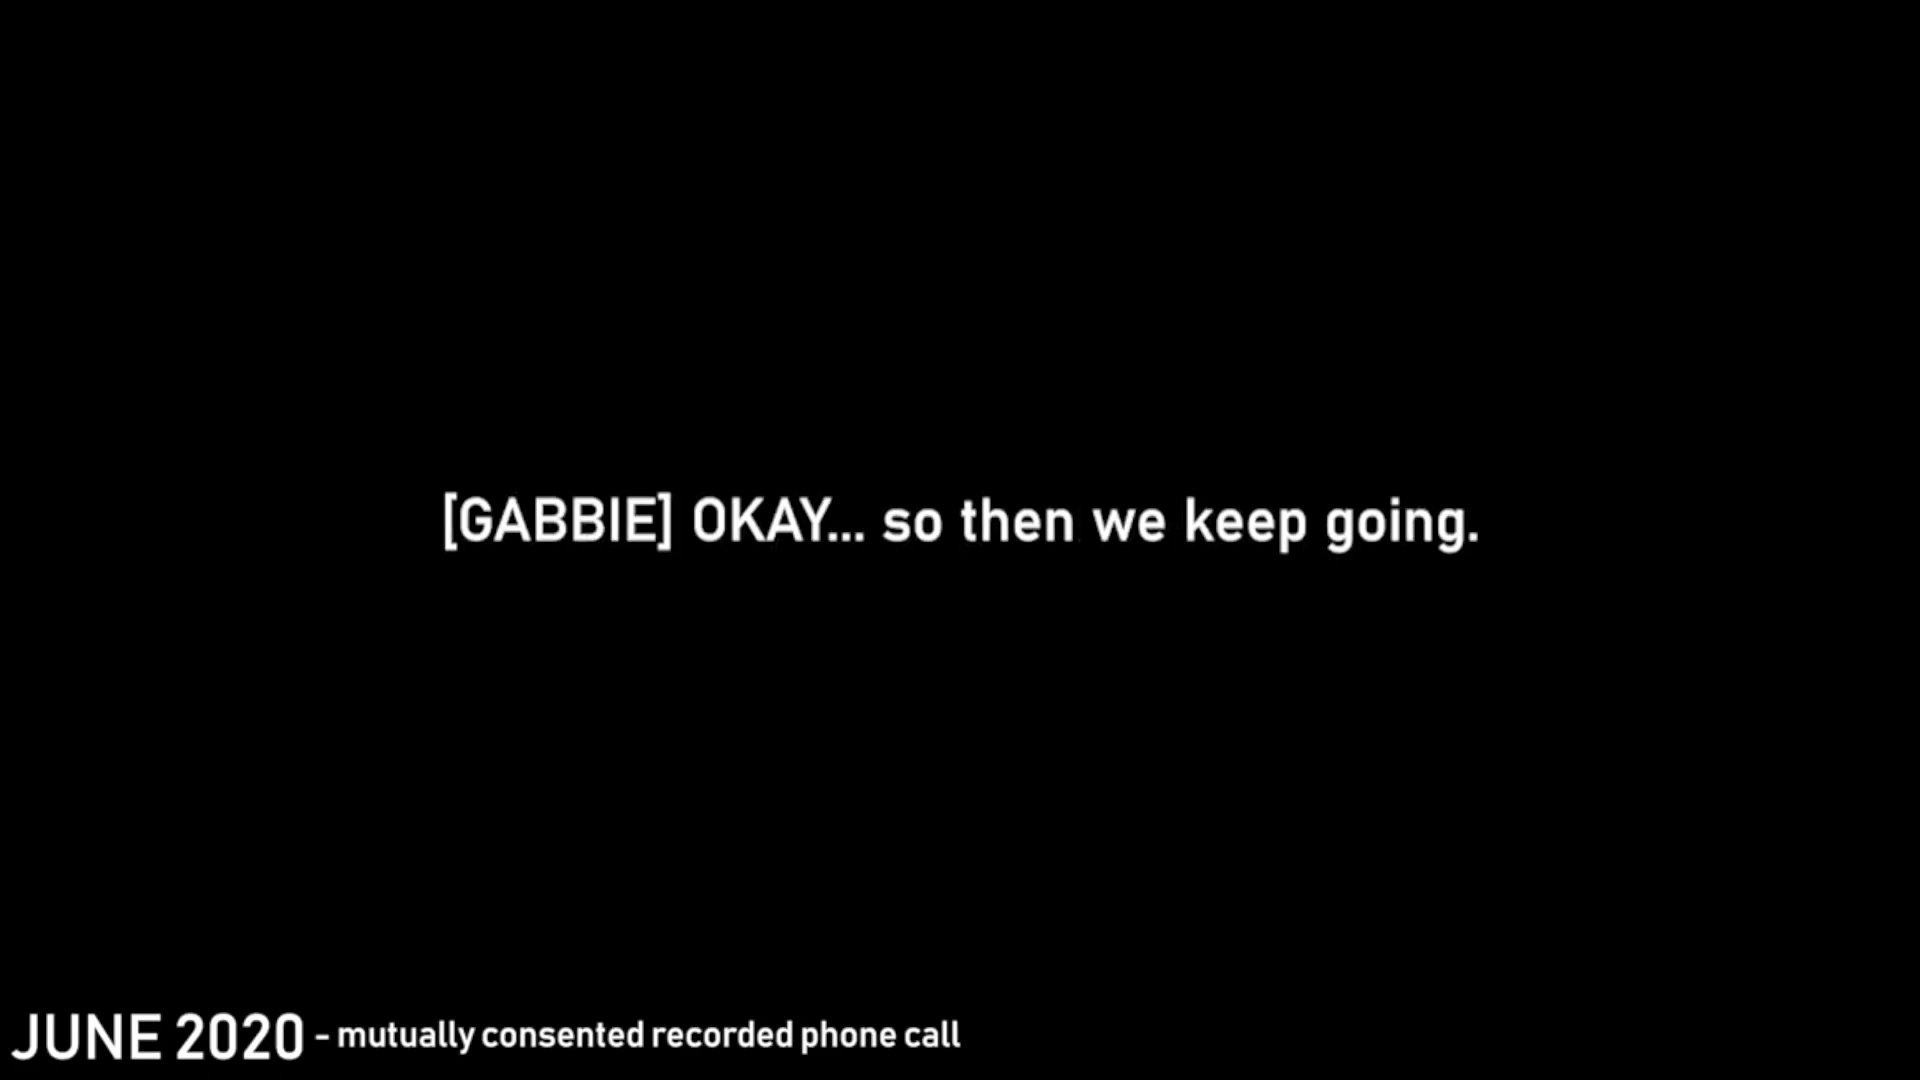 [GABBIE] OKAY... so then we keep going.
JUNE 2020 - mutually consented recorded phone call